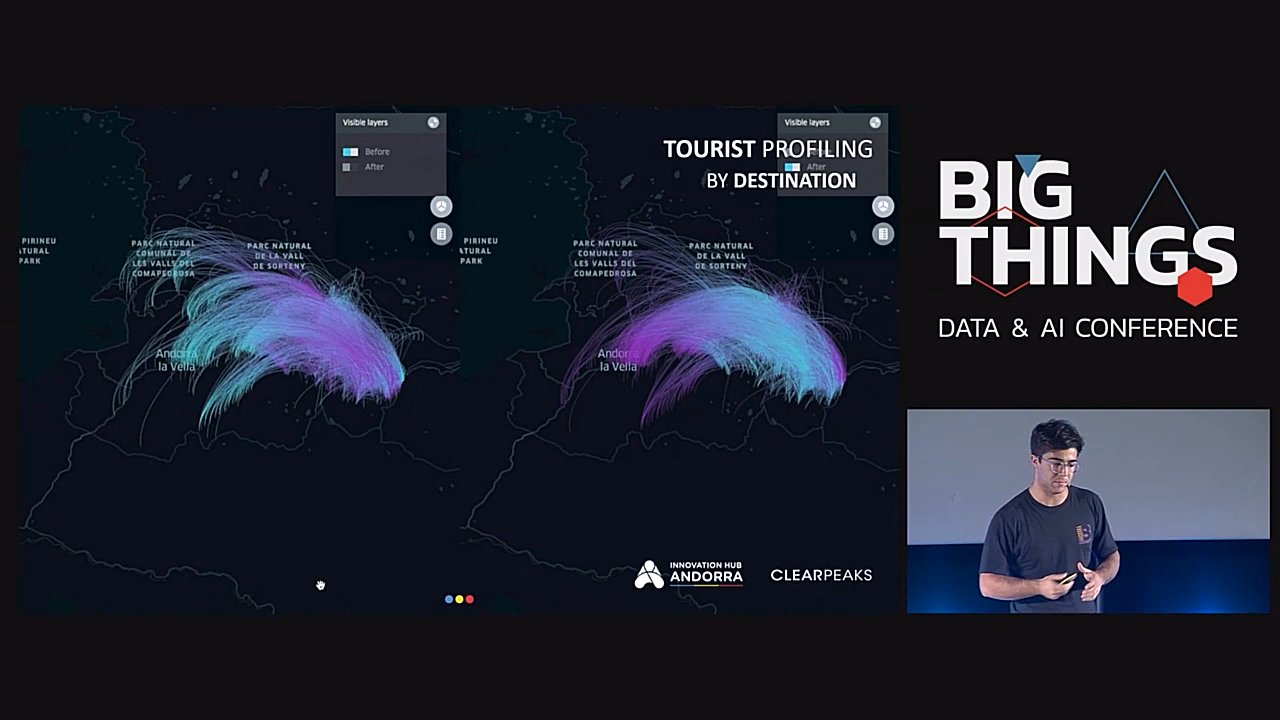 Visible layers
Before
After
PIRINEU
ATURAL
PARK
PARC NATURAL
COMUNAL DE
LES VALLS DEL
COMAPEDROSA
PARC NATURAL
DE LA VALL
DE SORTENY
Andorra
la Vella
Visible layers
After
TOURIST PROFILING
BY DESTINATION
PIRINEU
ATURAL
PARK
PARC NATURAL
COMUNAL DE
LES VALLS DEL
COMAPEDROSA
PARC NATURAL
DE LA VALL
DE SORTENY
Andorra
la Vella
INNOVATION HUB
ANDORRA
CLEARPEAKS
BIG
THINGS
DATA & AI CONFERENCE